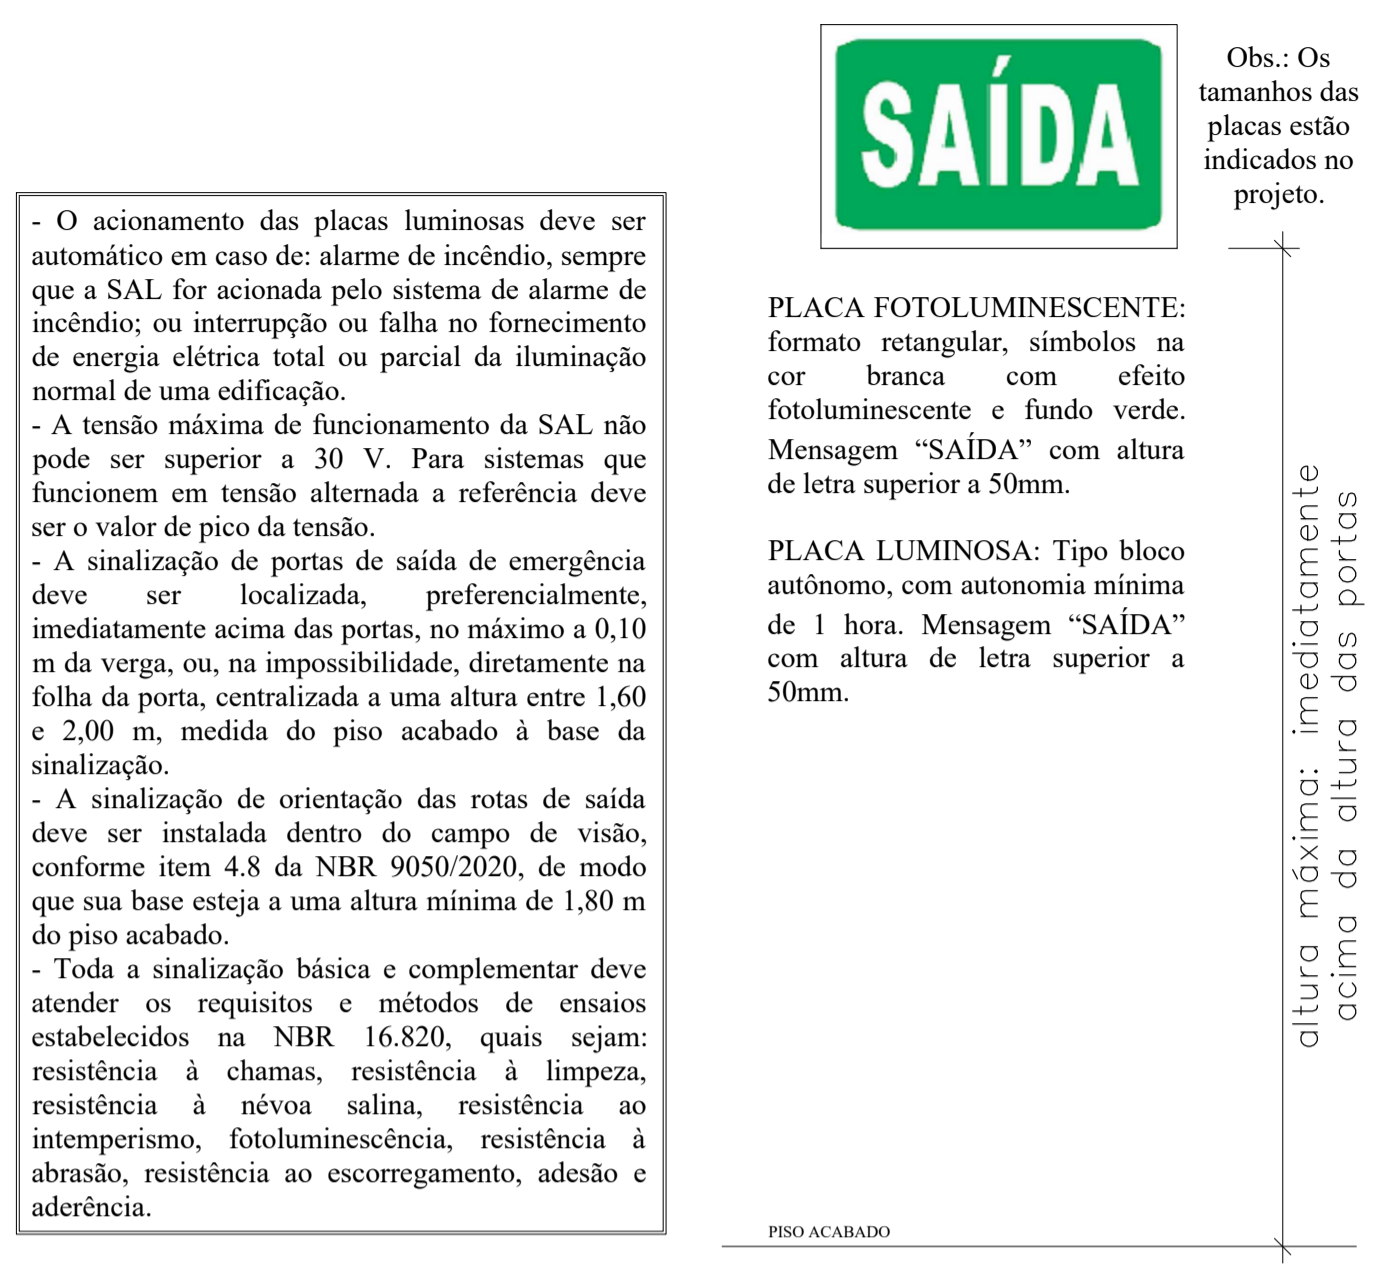 - O acionamento das placas luminosas deve ser
automático em caso de: alarme de incêndio, sempre
que a SAL for acionada pelo sistema de alarme de
incêndio; ou interrupção ou falha no fornecimento
de energia elétrica total ou parcial da iluminação
normal de uma edificação.
- A tensão máxima de funcionamento da SAL não
pode ser superior a 30 V. Para sistemas que
funcionem em tensão alternada a referência deve
ser o valor de pico da tensão.
- A sinalização de portas de saída de emergência
deve ser localizada, preferencialmente,
imediatamente acima das portas, no máximo a 0,10
m da verga, ou, na impossibilidade, diretamente na
folha da porta, centralizada a uma altura entre 1,60
e 2,00 m, medida do piso acabado à base da
sinalização.
- A sinalização de orientação das rotas de saída
deve ser instalada dentro do campo de visão,
conforme item 4.8 da NBR 9050/2020, de modo
que sua base esteja a uma altura mínima de 1,80 m
do piso acabado.
- Toda a sinalização básica e complementar deve
atender os requisitos e métodos de ensaios
estabelecidos na NBR 16.820, quais sejam:
resistência à chamas, resistência à limpeza,
resistência à névoa salina, resistência ao
intemperismo, fotoluminescência, resistência à
abrasão, resistência ao escorregamento, adesão e
aderência.
SAÍDA
Obs.: Os
tamanhos das
placas estão
indicados no
projeto.
PLACA FOTOLUMINESCENTE:
formato retangular, símbolos na
cor branca com efeito
fotoluminescente e fundo verde.
Mensagem “SAÍDA” com altura
de letra superior a 50mm.
PLACA LUMINOSA: Tipo bloco
autônomo, com autonomia mínima
de 1 hora. Mensagem “SAÍDA”
com altura de letra superior a
50mm.
altura máxima: imediatamente
acima da altura das portas
PISO ACABADO